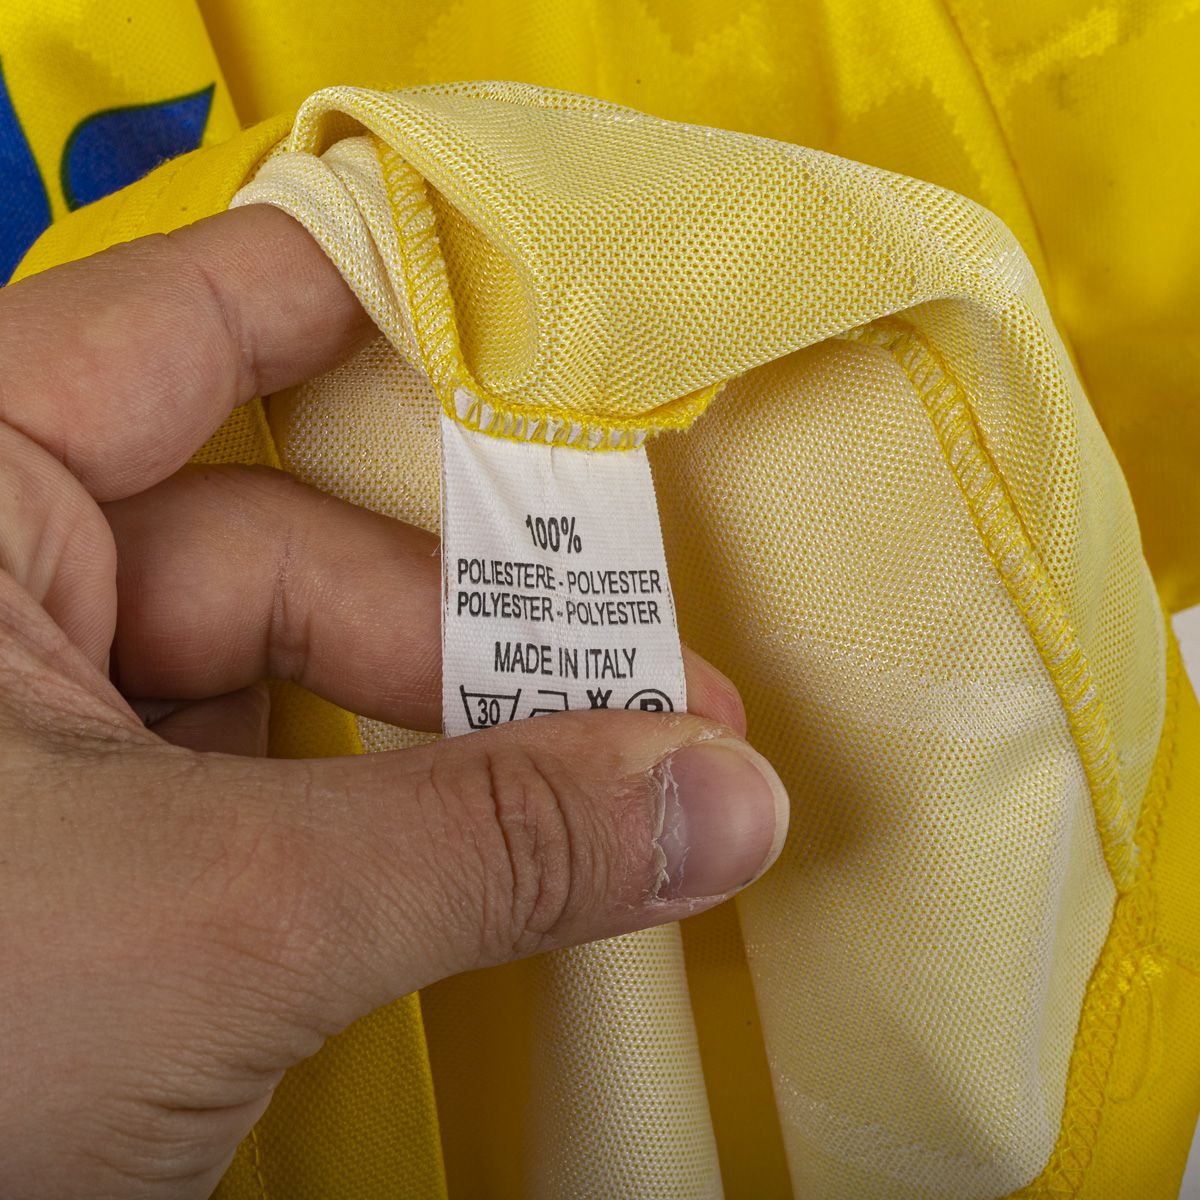 100%
POLIESTERE - POLYESTER
POLYESTER - POLYESTER
MADE IN ITALY
30 P